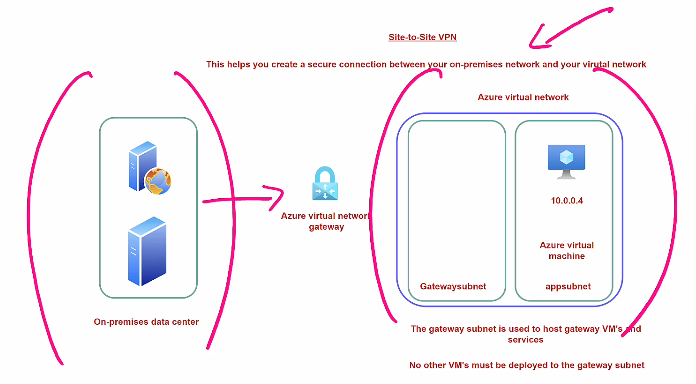 Site-to-Site VPN
This helps you create a secure connection between your on-premises network and your virutal network
Azure virtual network
10.0.0.4
Azure virtual network
gateway
Azure virtual
machine
Gatewaysubnet
appsubnet
On-premises data center
The gateway subnet is used to host gateway VM's and
services
No other VM's must be deployed to the gateway subnet